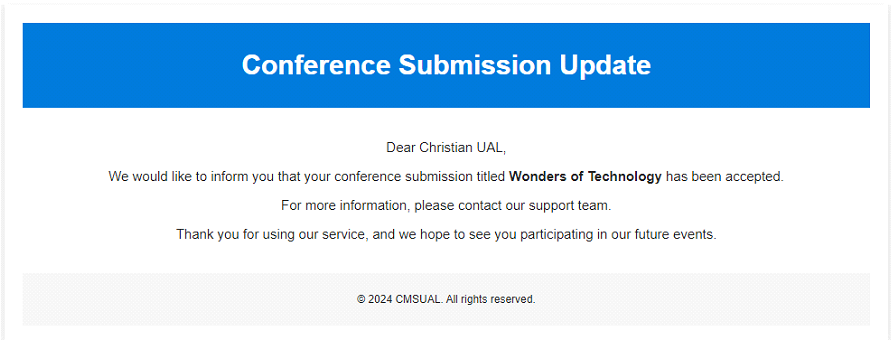 Conference Submission Update
Dear Christian UAL,
We would like to inform you that your conference submission titled Wonders of Technology has been accepted.
For more information, please contact our support team.
Thank you for using our service, and we hope to see you participating in our future events.
© 2024 CMSUAL. All rights reserved.